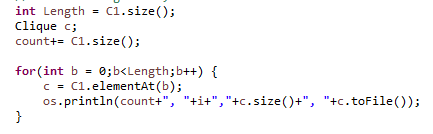 int Length = C1.size();
Clique c;
count+= C1.size();
for(int b = 0;b<Length;b++) {
c = C1.elementAt(b);
os.println(count+", "+i+","+c.size()+", "+c.toFile());
}